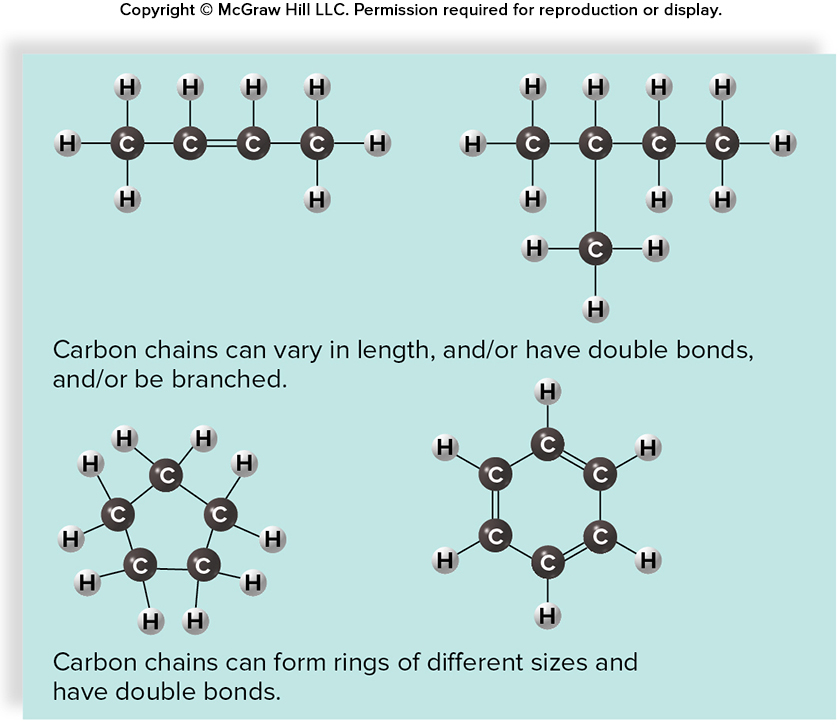 Copyright © McGraw Hill LLC. Permission required for reproduction or display.
H H H H H H H H
H C C C C H H C C C C H
H H H H H
H C H
H
Carbon chains can vary in length, and/or have double bonds,
and/or be branched.
H
H H H C H
H C H C C
C C
H C C H C C
H C H
H H H H
H
Carbon chains can form rings of different sizes and
have double bonds.